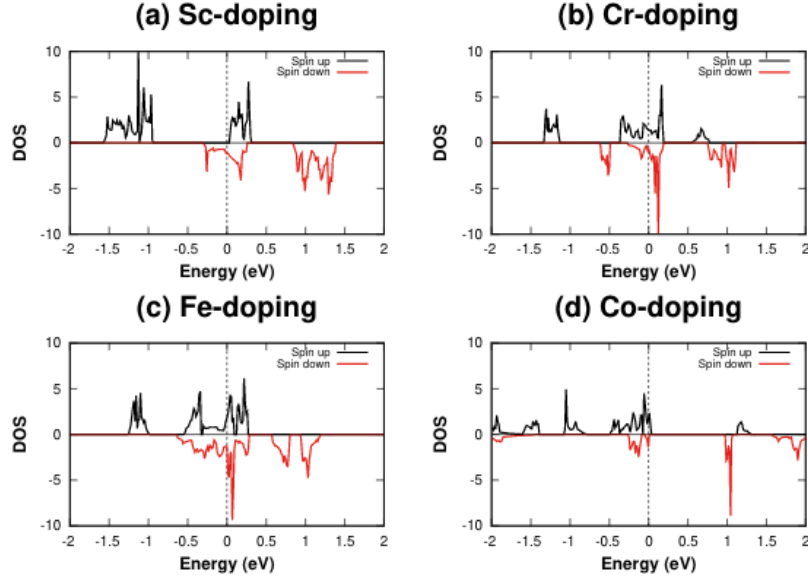 (a) Sc-doping
(b) Cr-doping
10
5
0
-5
-10
DOS
Spin up
Spin down
-2 -1.5 -1 -0.5 0 0.5 1 1.5 2
Energy (eV)
10
5
0
-5
-10
DOS
Spin up
Spin down
-2 -1.5 -1 -0.5 0 0.5 1 1.5 2
Energy (eV)
(c) Fe-doping
(d) Co-doping
10
5
0
-5
-10
DOS
Spin up
Spin down
-2 -1.5 -1 -0.5 0 0.5 1 1.5 2
Energy (eV)
10
5
0
-5
-10
DOS
Spin up
Spin down
-2 -1.5 -1 -0.5 0 0.5 1 1.5 2
Energy (eV)